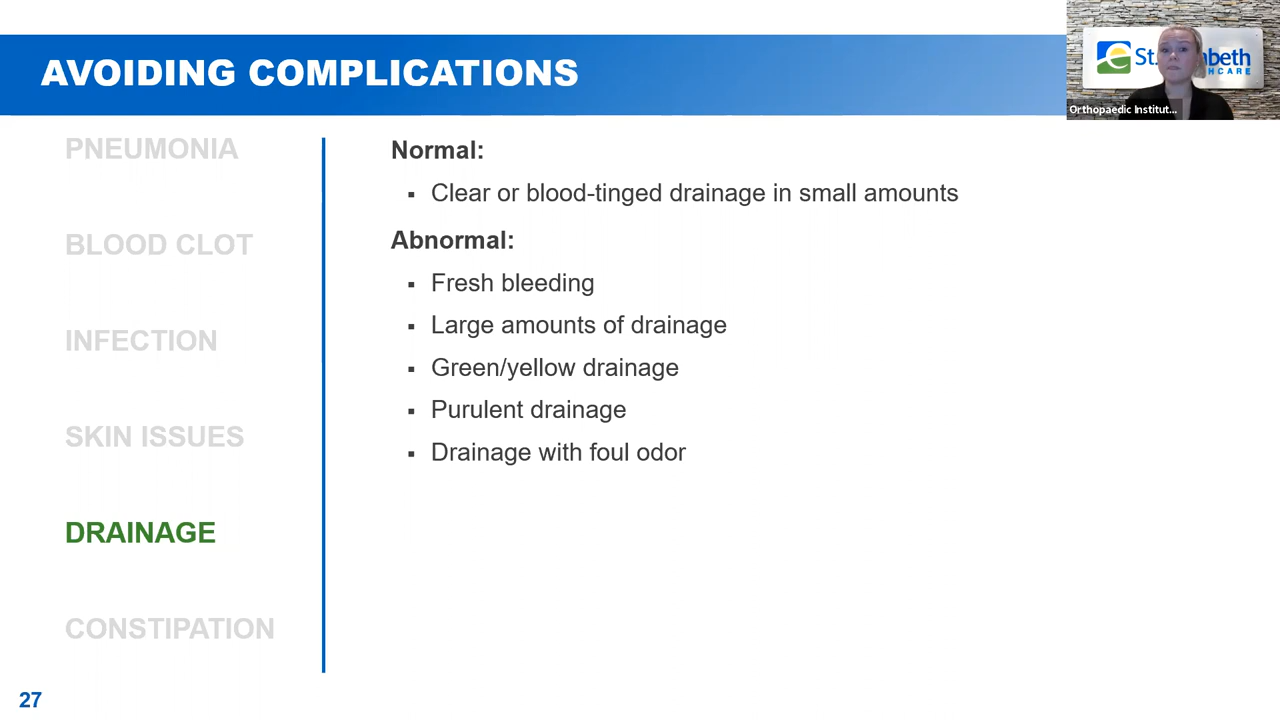 AVOIDING COMPLICATIONS
Orthopaedic Institut...
PNEUMONIA
BLOOD CLOT
INFECTION
SKIN ISSUES
DRAINAGE
CONSTIPATION
Normal:
▪ Clear or blood-tinged drainage in small amounts
Abnormal:
▪ Fresh bleeding
▪ Large amounts of drainage
▪ Green/yellow drainage
▪ Purulent drainage
▪ Drainage with foul odor
27